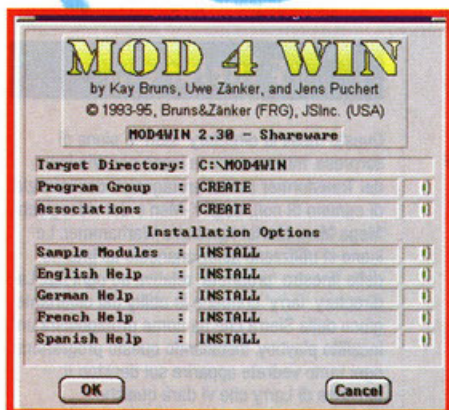 MOD 4 WIN
by Kay Bruns, Uwe Zänker, and Jens Puchert
© 1993-95, Bruns&Zänker (FRG), JSInc. (USA)
MOD4WIN 2.30 - Shareware
Target Directory: C:\MOD4WIN
Program Group : CREATE
Associations : CREATE
Installation Options
Sample Modules : INSTALL
English Help : INSTALL
German Help : INSTALL
French Help : INSTALL
Spanish Help : INSTALL
OK Cancel